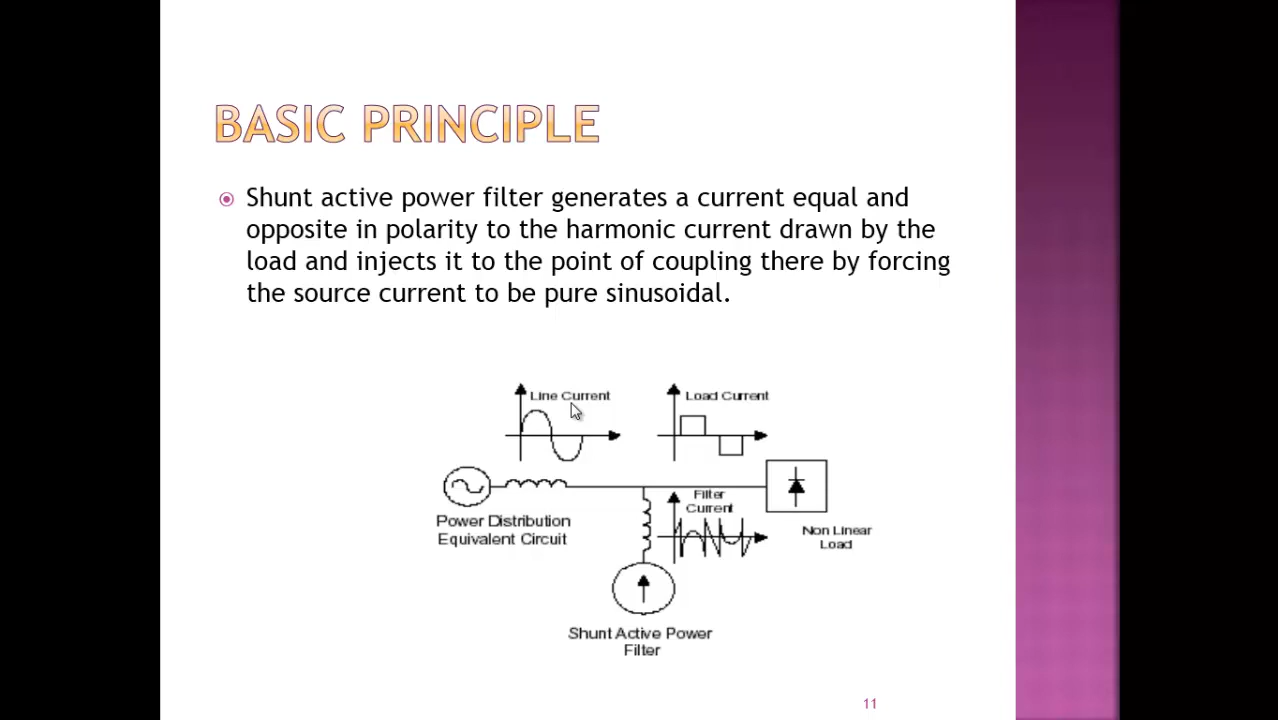 BASIC PRINCIPLE
Shunt active power filter generates a current equal and
opposite in polarity to the harmonic current drawn by the
load and injects it to the point of coupling there by forcing
the source current to be pure sinusoidal.
Line Current
Load Current
Filter
Current
Power Distribution
Equivalent Circuit
Non Linear
Load
Shunt Active Power
Filter
11